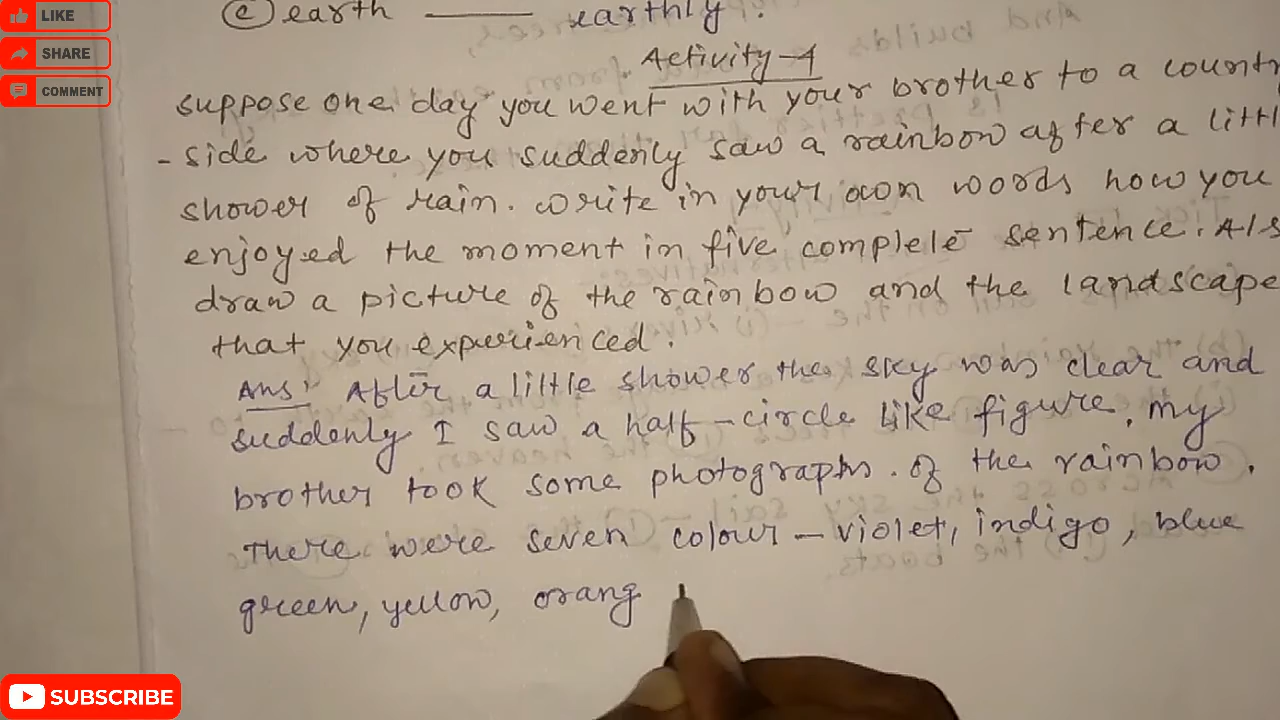 LIKE
SHARE
COMMENT
(e) earth ——— earthly.
Activity-4
suppose one day you went with your brother to a countr
- side where you suddenly saw a rainbow after a littl
shower of rain. write in your own words how you
enjoyed the moment in five complete sentence. Als
draw a picture of the rainbow and the landscape
that you experienced.
Ans: After a little shower the sky was clear and
suddenly I saw a half-circle like figure. My
brother took some photographs. of the rainbow.
There were seven colour - violet, indigo, blue
green, yellow, orang
SUBSCRIBE